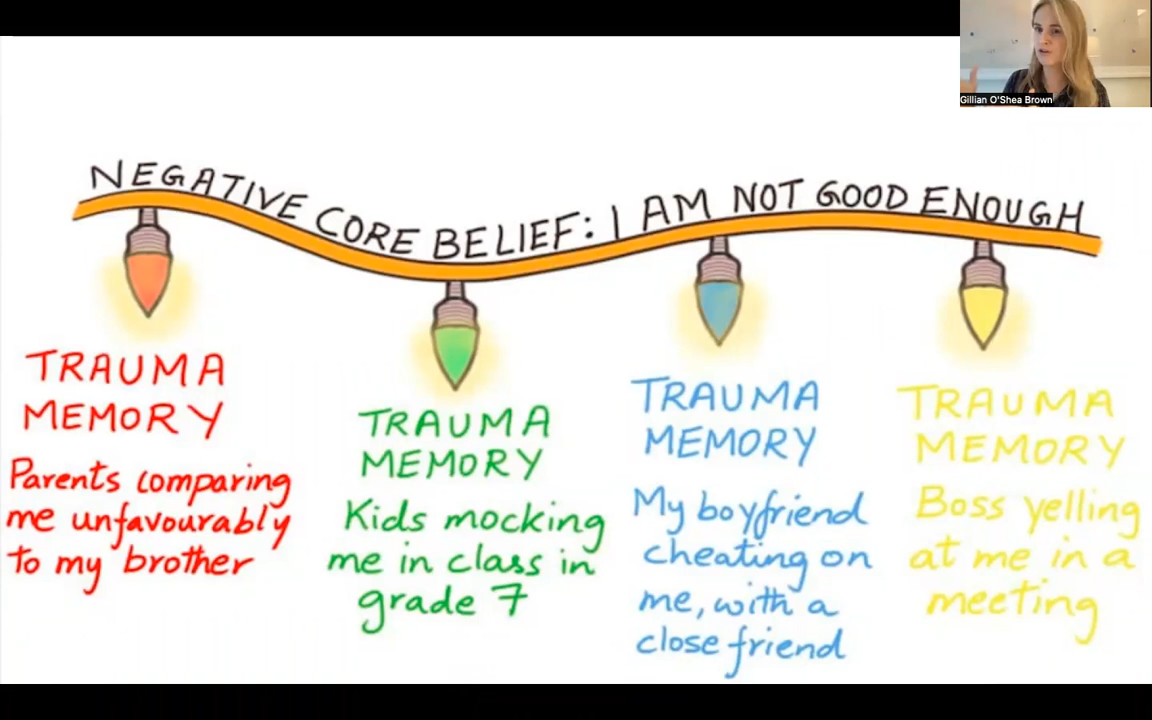 Gillian O'Shea Brown
NEGATIVE CORE BELIEF: I AM NOT GOOD ENOUGH
TRAUMA
MEMORY
Parents comparing
me unfavourably
to my brother
TRAUMA
MEMORY
Kids mocking
me in class in
grade 7
TRAUMA
MEMORY
My boyfriend
cheating on
me, with a
close friend
TRAUMA
MEMORY
Boss yelling
at me in a
meeting